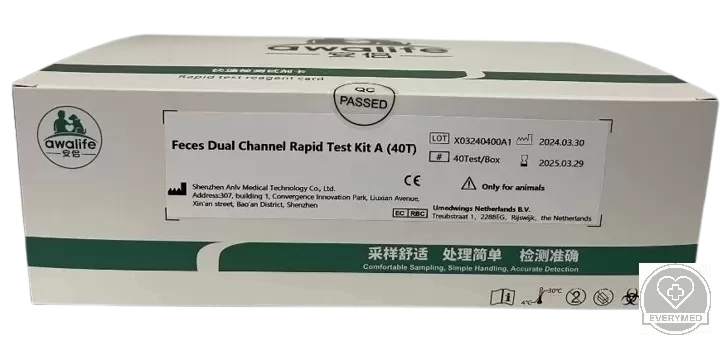 awalife
安侣
快速检测试剂卡
Rapid test reagent card
QC
PASSED
awalife
安侣
Feces Dual Channel Rapid Test Kit A (40T)
LOT X03240400A1 2024.03.30
# 40Test/Box 2025.03.29
Shenzhen Anlv Medical Technology Co., Ltd.
Address:307, building 1, Convergence Innovation Park, Liuxian Avenue,
Xin'an street, Bao'an District, Shenzhen
CE
Only for animals
EC RBC
Umedwings Netherlands B.V.
Treubstraat 1, 2288EG, Rijswijk, the Netherlands
采样舒适 处理简单 检测准确
Comfortable Sampling, Simple Handling, Accurate Detection
4°C 30°C 2
EVERYMED